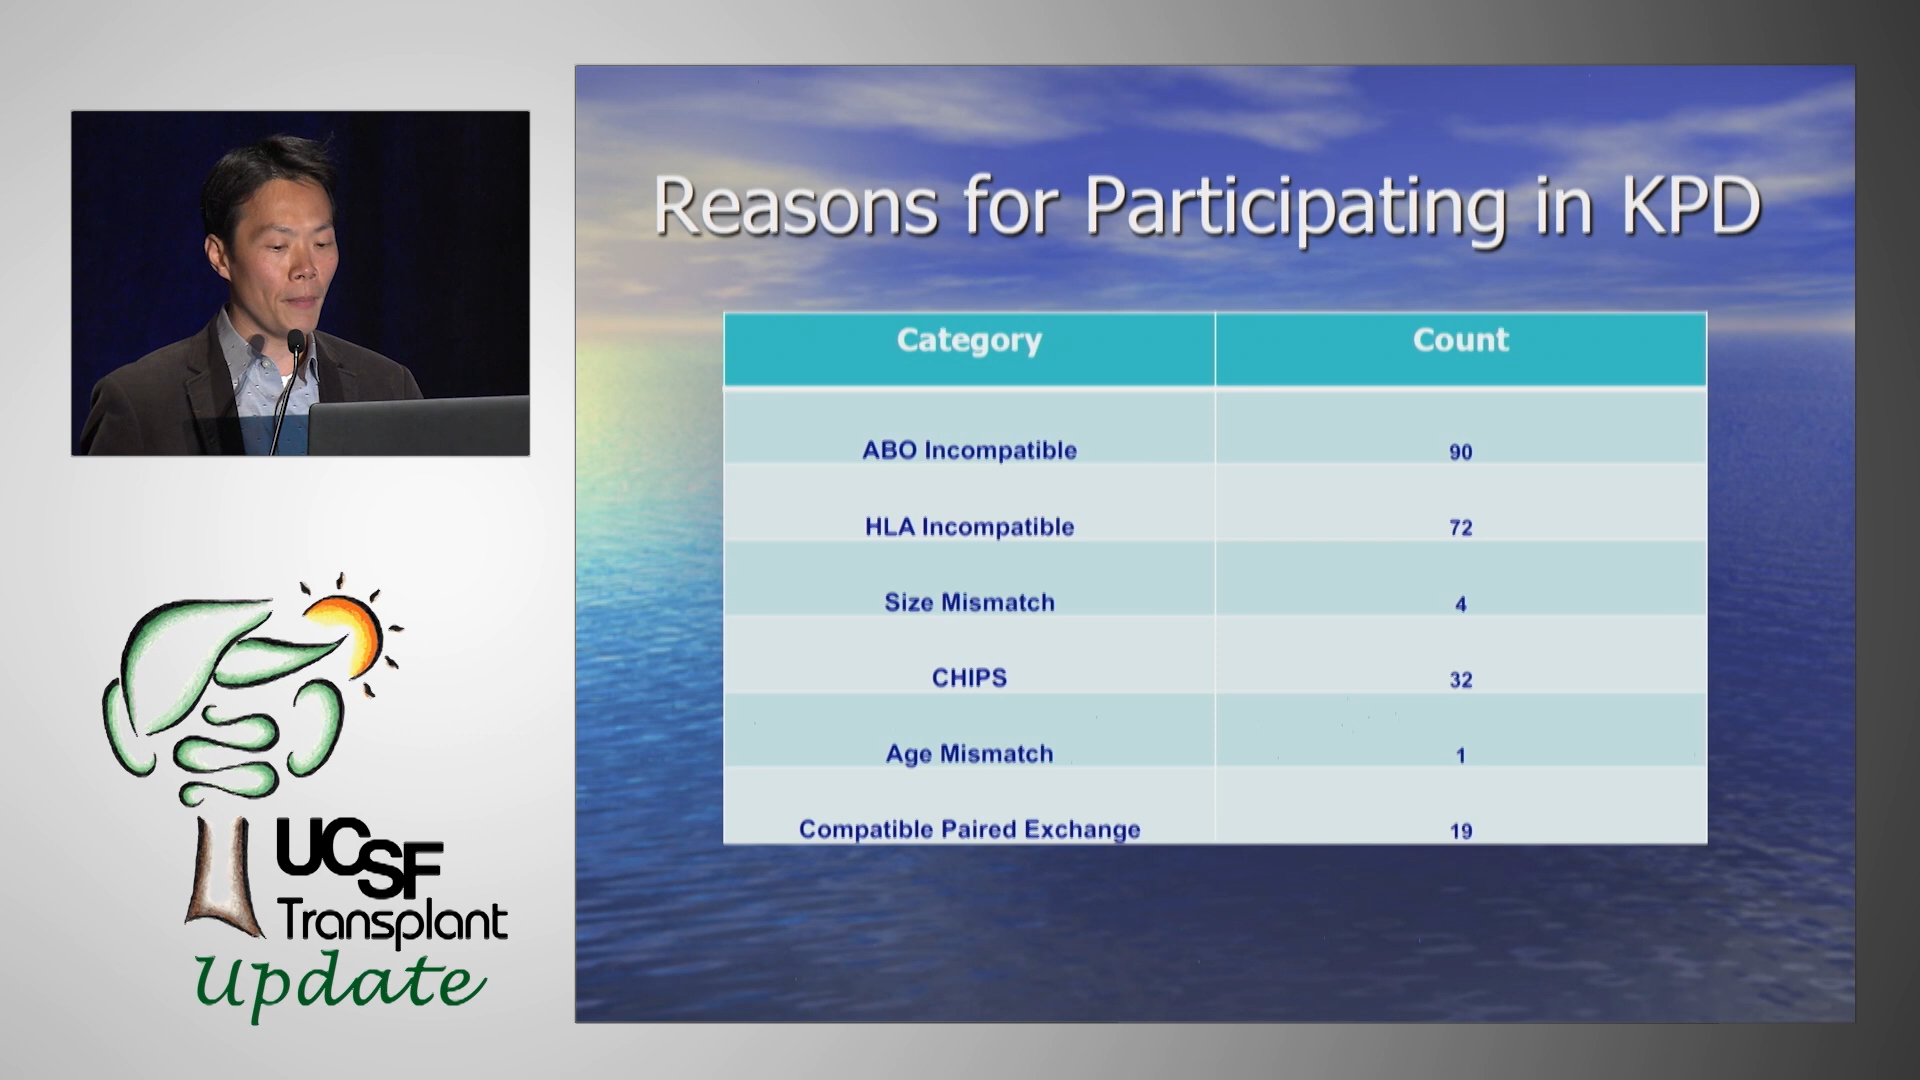 Reasons for Participating in KPD
Category Count
ABO Incompatible 90
HLA Incompatible 72
Size Mismatch 4
CHIPS 32
Age Mismatch 1
Compatible Paired Exchange 19
UCSF
Transplant
Update